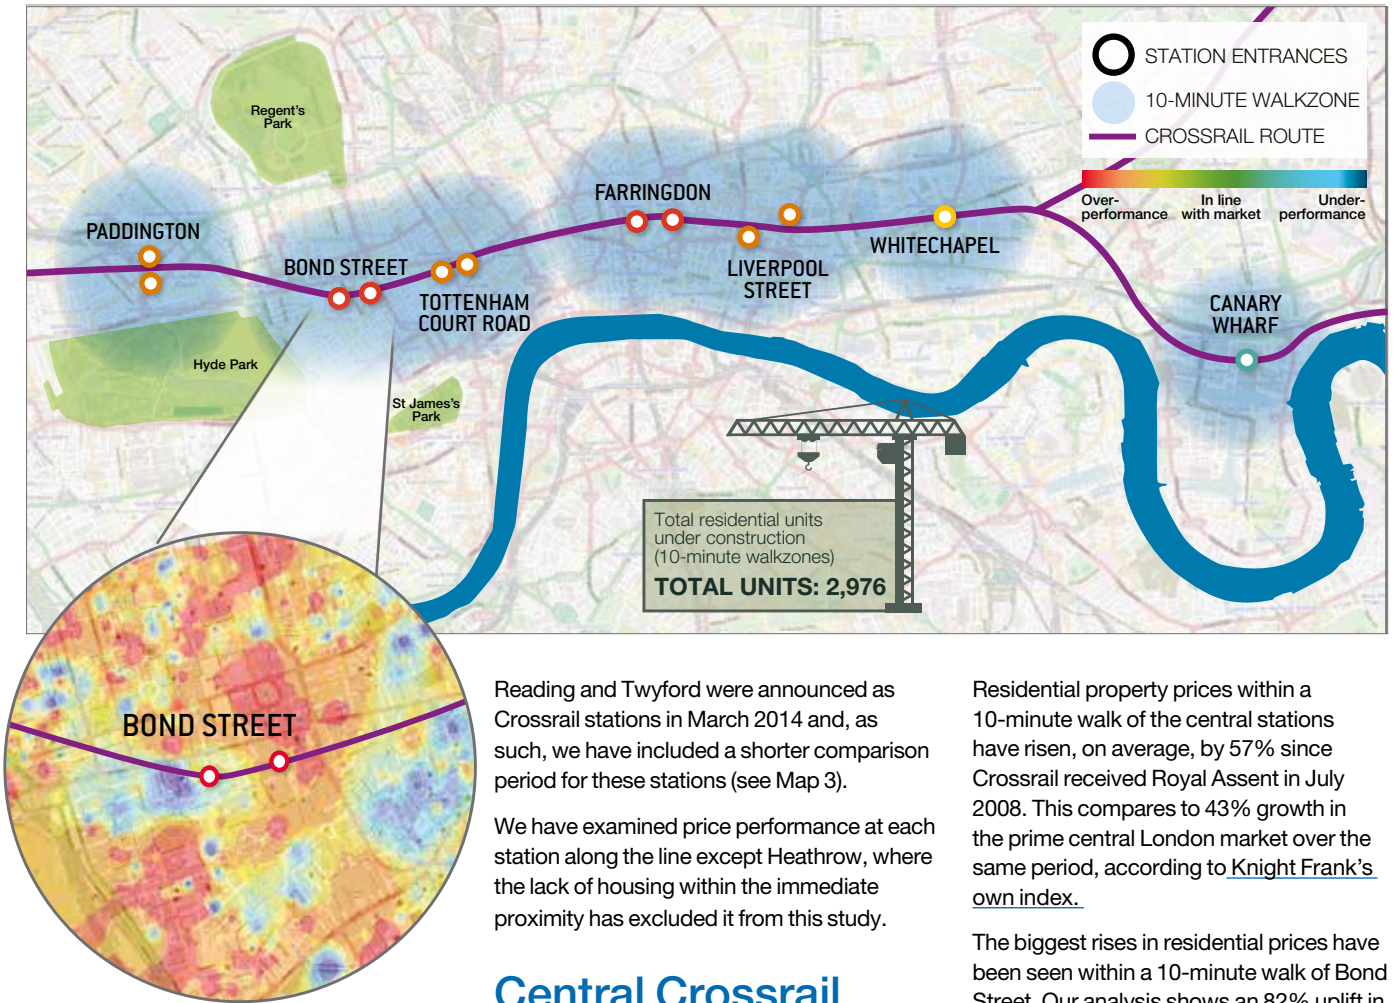 STATION ENTRANCES
10-MINUTE WALKZONE
CROSSRAIL ROUTE
Over-
performance
In line
with market
Under-
performance
Regent's
Park
PADDINGTON
BOND STREET
TOTTENHAM
COURT ROAD
FARRINGDON
LIVERPOOL
STREET
WHITECHAPEL
CANARY
WHARF
Hyde Park
St James's
Park
Total residential units
under construction
(10-minute walkzones)
TOTAL UNITS: 2,976
BOND STREET
Reading and Twyford were announced as
Crossrail stations in March 2014 and, as
such, we have included a shorter comparison
period for these stations (see Map 3).
We have examined price performance at each
station along the line except Heathrow, where
the lack of housing within the immediate
proximity has excluded it from this study.
Central Crossrail
Residential property prices within a
10-minute walk of the central stations
have risen, on average, by 57% since
Crossrail received Royal Assent in July
2008. This compares to 43% growth in
the prime central London market over the
same period, according to Knight Frank's
own index.
The biggest rises in residential prices have
been seen within a 10-minute walk of Bond
Street. Our analysis shows an 82% uplift in